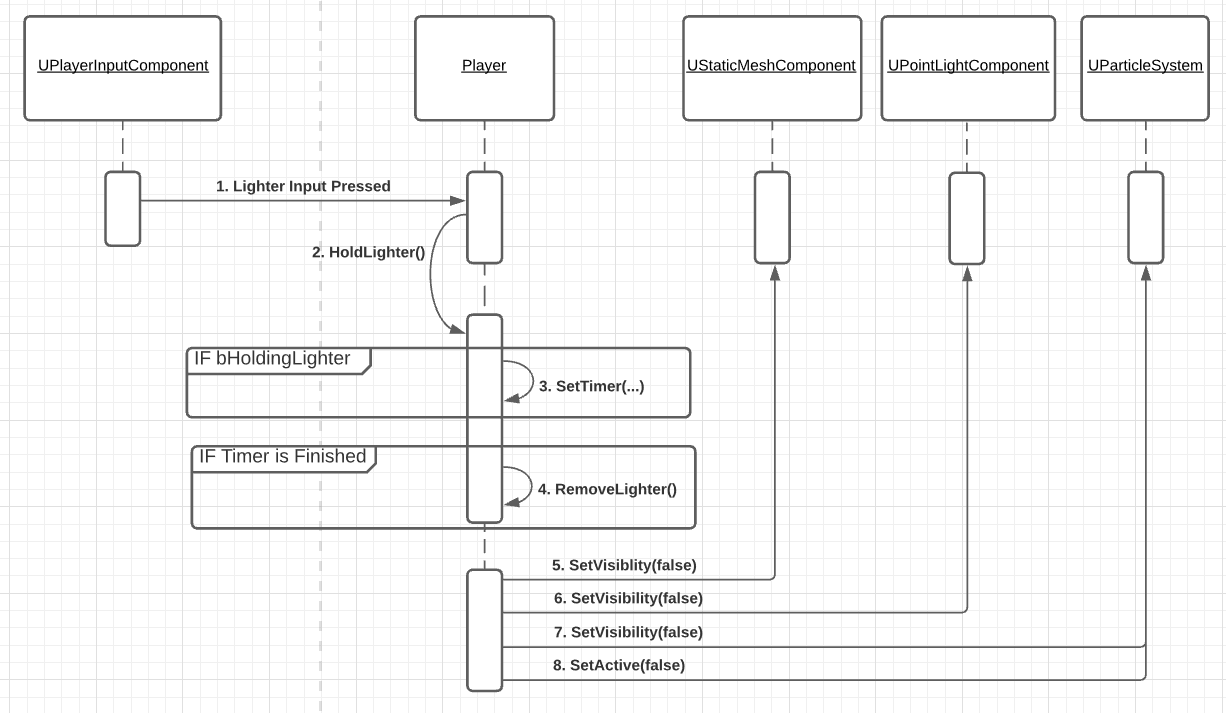 UPlayerInputComponent
Player
UStaticMeshComponent
UPointLightComponent
UParticleSystem
1. Lighter Input Pressed
2. HoldLighter()
IF bHoldingLighter
3. SetTimer(...)
IF Timer is Finished
4. RemoveLighter()
5. SetVisiblity(false)
6. SetVisibility(false)
7. SetVisibility(false)
8. SetActive(false)